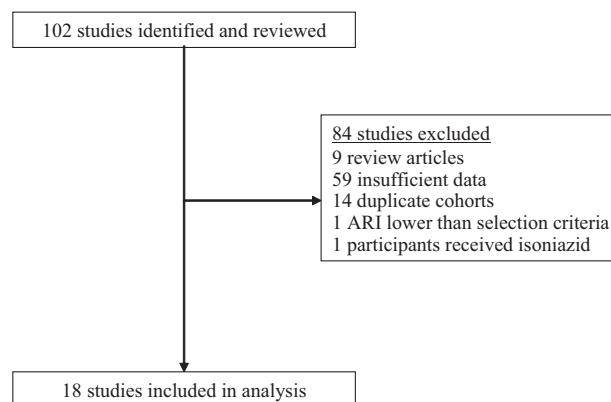 102 studies identified and reviewed
84 studies excluded
9 review articles
59 insufficient data
14 duplicate cohorts
1 ARI lower than selection criteria
1 participants received isoniazid
18 studies included in analysis